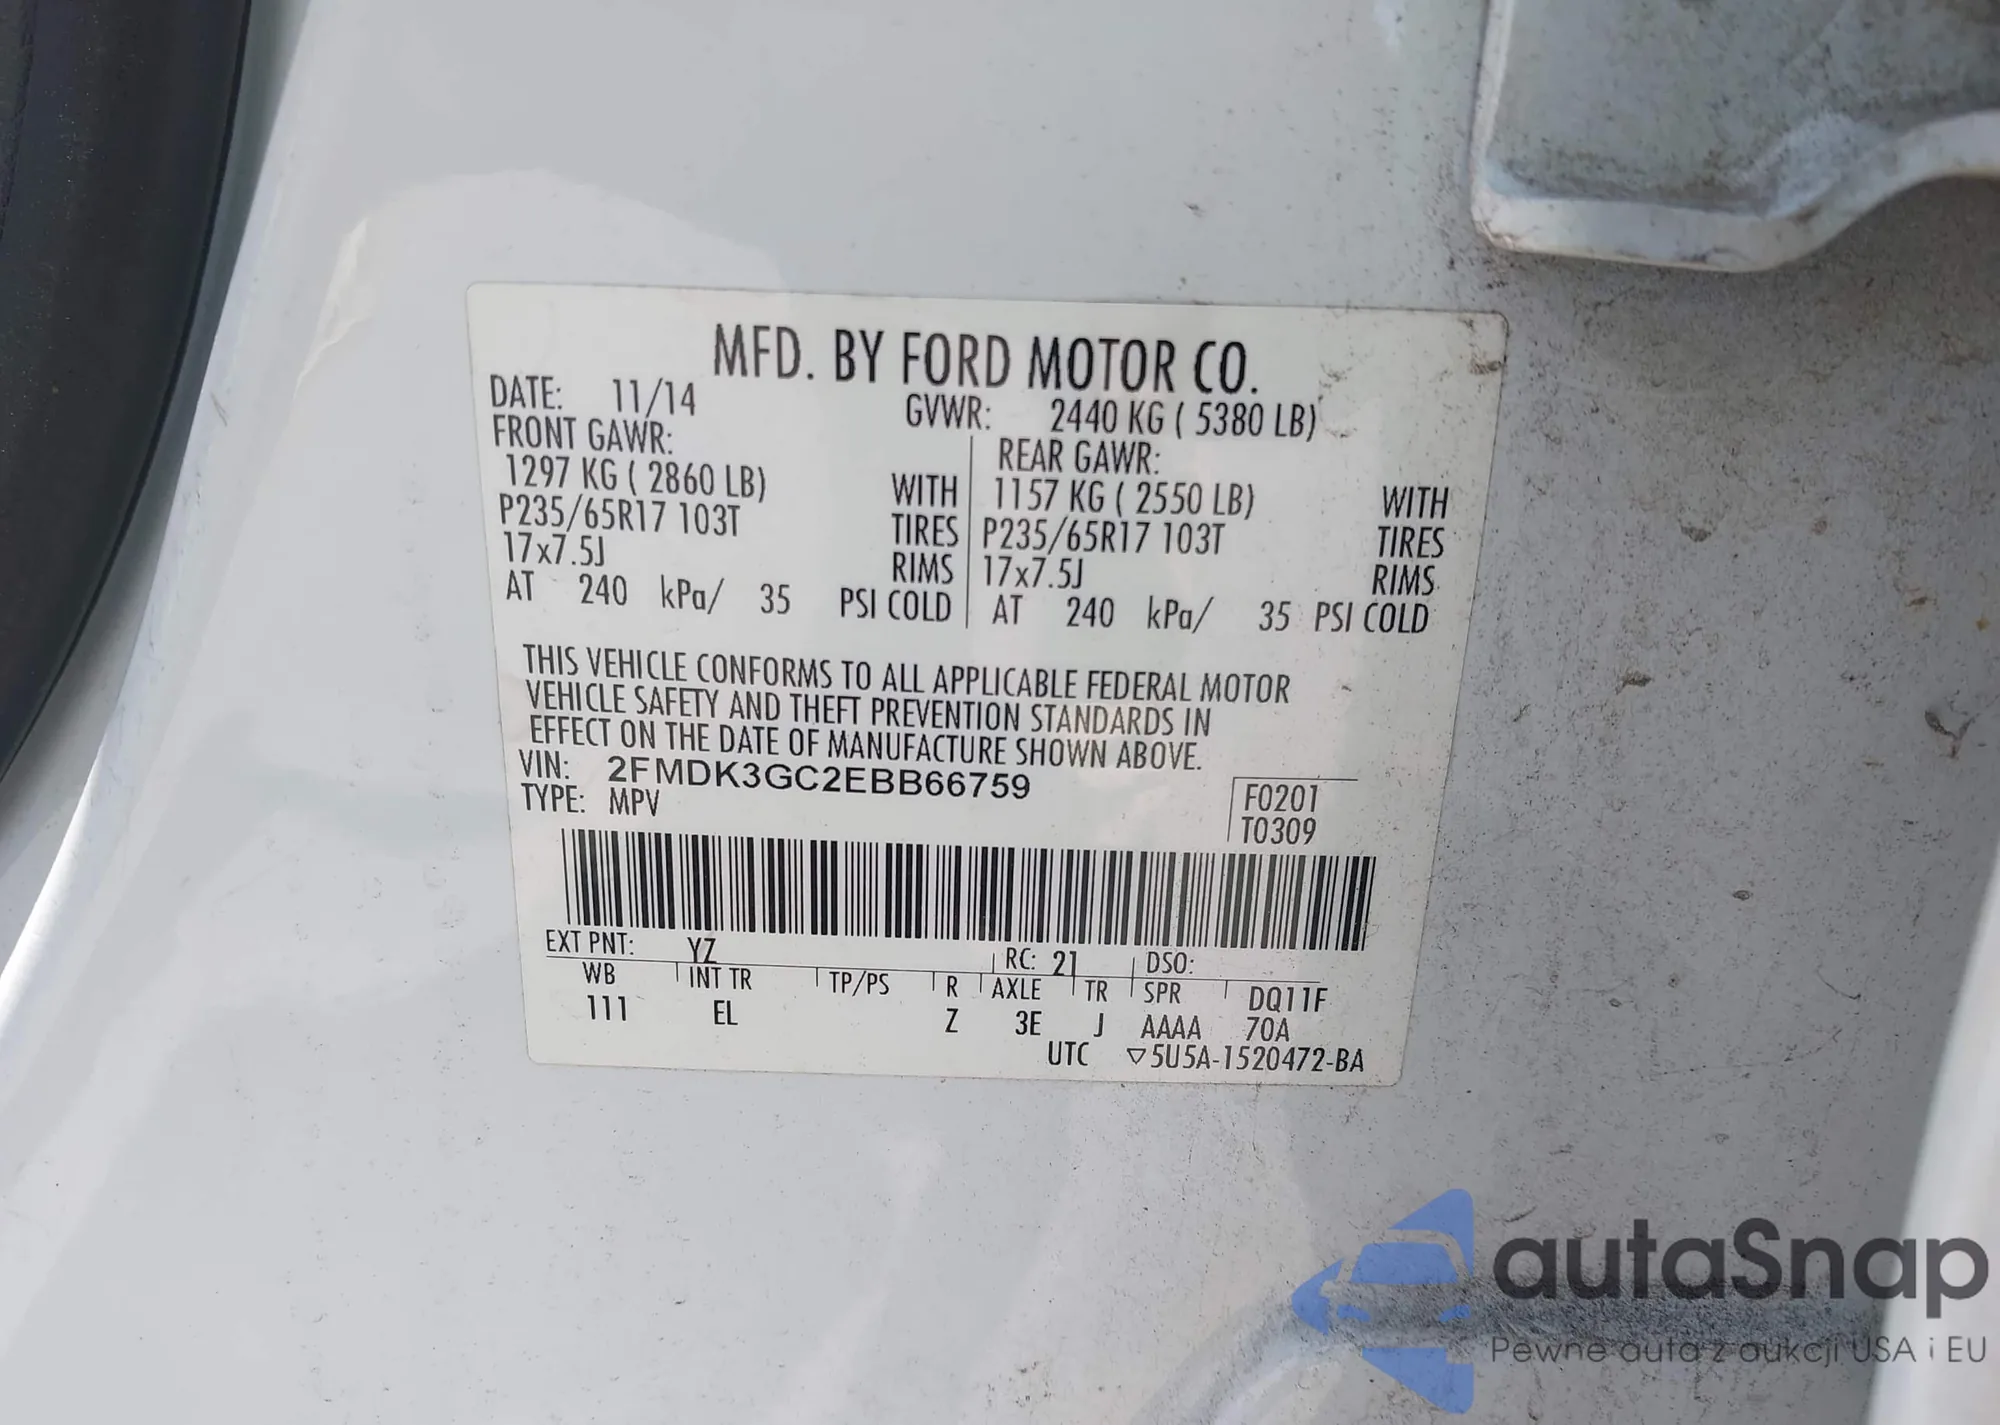 MFD. BY FORD MOTOR CO.
DATE: 11/14 GVWR: 2440 KG ( 5380 LB)
FRONT GAWR: REAR GAWR:
1297 KG ( 2860 LB) WITH 1157 KG ( 2550 LB) WITH
P235/65R17 103T TIRES P235/65R17 103T TIRES
17x7.5J RIMS 17x7.5J RIMS
AT 240 kPa/ 35 PSI COLD AT 240 kPa/ 35 PSI COLD
THIS VEHICLE CONFORMS TO ALL APPLICABLE FEDERAL MOTOR
VEHICLE SAFETY AND THEFT PREVENTION STANDARDS IN
EFFECT ON THE DATE OF MANUFACTURE SHOWN ABOVE.
VIN: 2FMDK3GC2EBB66759
TYPE: MPV F0201
T0309
EXT PNT: YZ RC: 21 DSO:
WB INT TR TP/PS R AXLE TR SPR DQ11F
111 EL Z 3E J AAAA 70A
UTC ▽5U5A-1520472-BA
autaSnap
Pewne auta z aukcji USA i EU